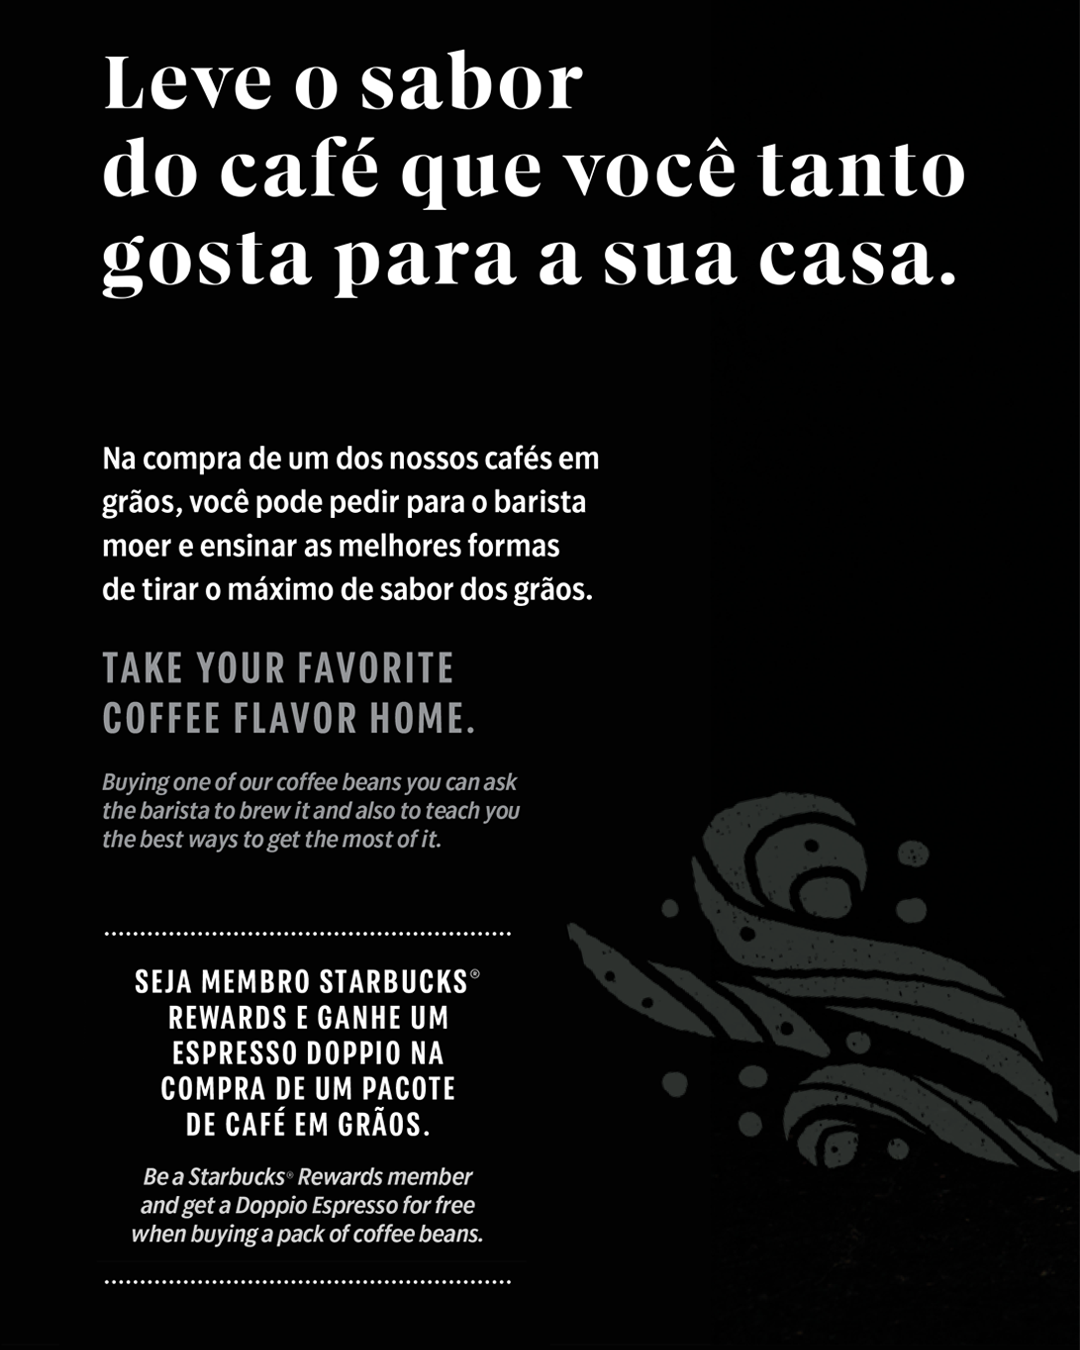 Leve o sabor
do café que você tanto
gosta para a sua casa.
Na compra de um dos nossos cafés em
grãos, você pode pedir para o barista
moer e ensinar as melhores formas
de tirar o máximo de sabor dos grãos.
TAKE YOUR FAVORITE
COFFEE FLAVOR HOME.
Buying one of our coffee beans you can ask
the barista to brew it and also to teach you
the best ways to get the most of it.
SEJA MEMBRO STARBUCKS®
REWARDS E GANHE UM
ESPRESSO DOPPIO NA
COMPRA DE UM PACOTE
DE CAFÉ EM GRÃOS.
Be a Starbucks® Rewards member
and get a Doppio Espresso for free
when buying a pack of coffee beans.